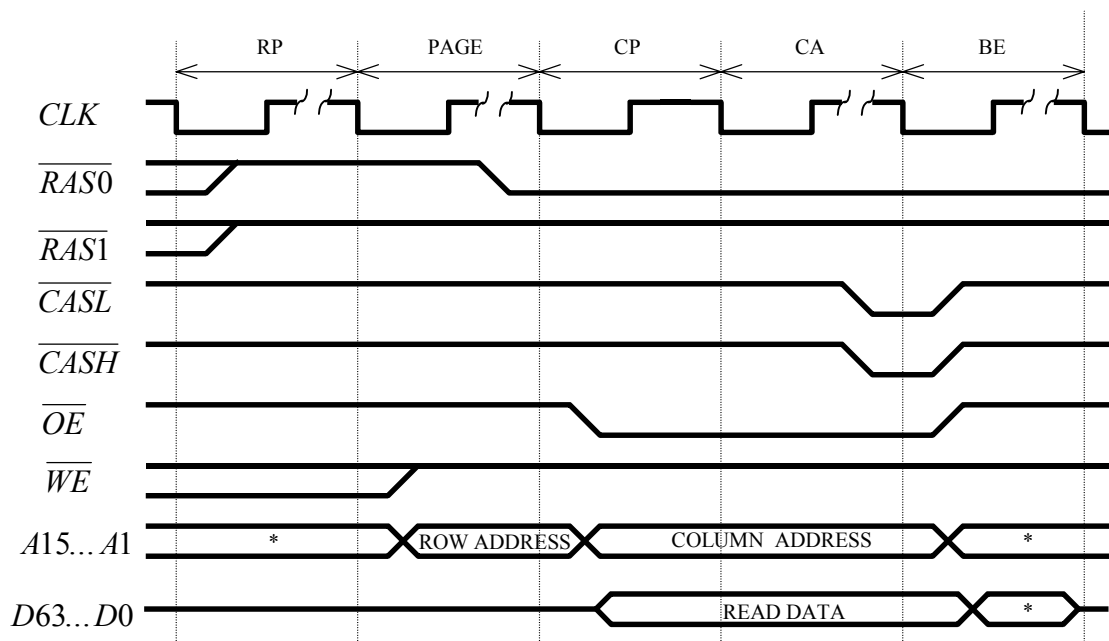 RP PAGE CP CA BE
CLK
RAS0
RAS1
CASL
CASH
OE
WE
A15...A1 * ROW ADDRESS COLUMN ADDRESS *
D63...D0 READ DATA *